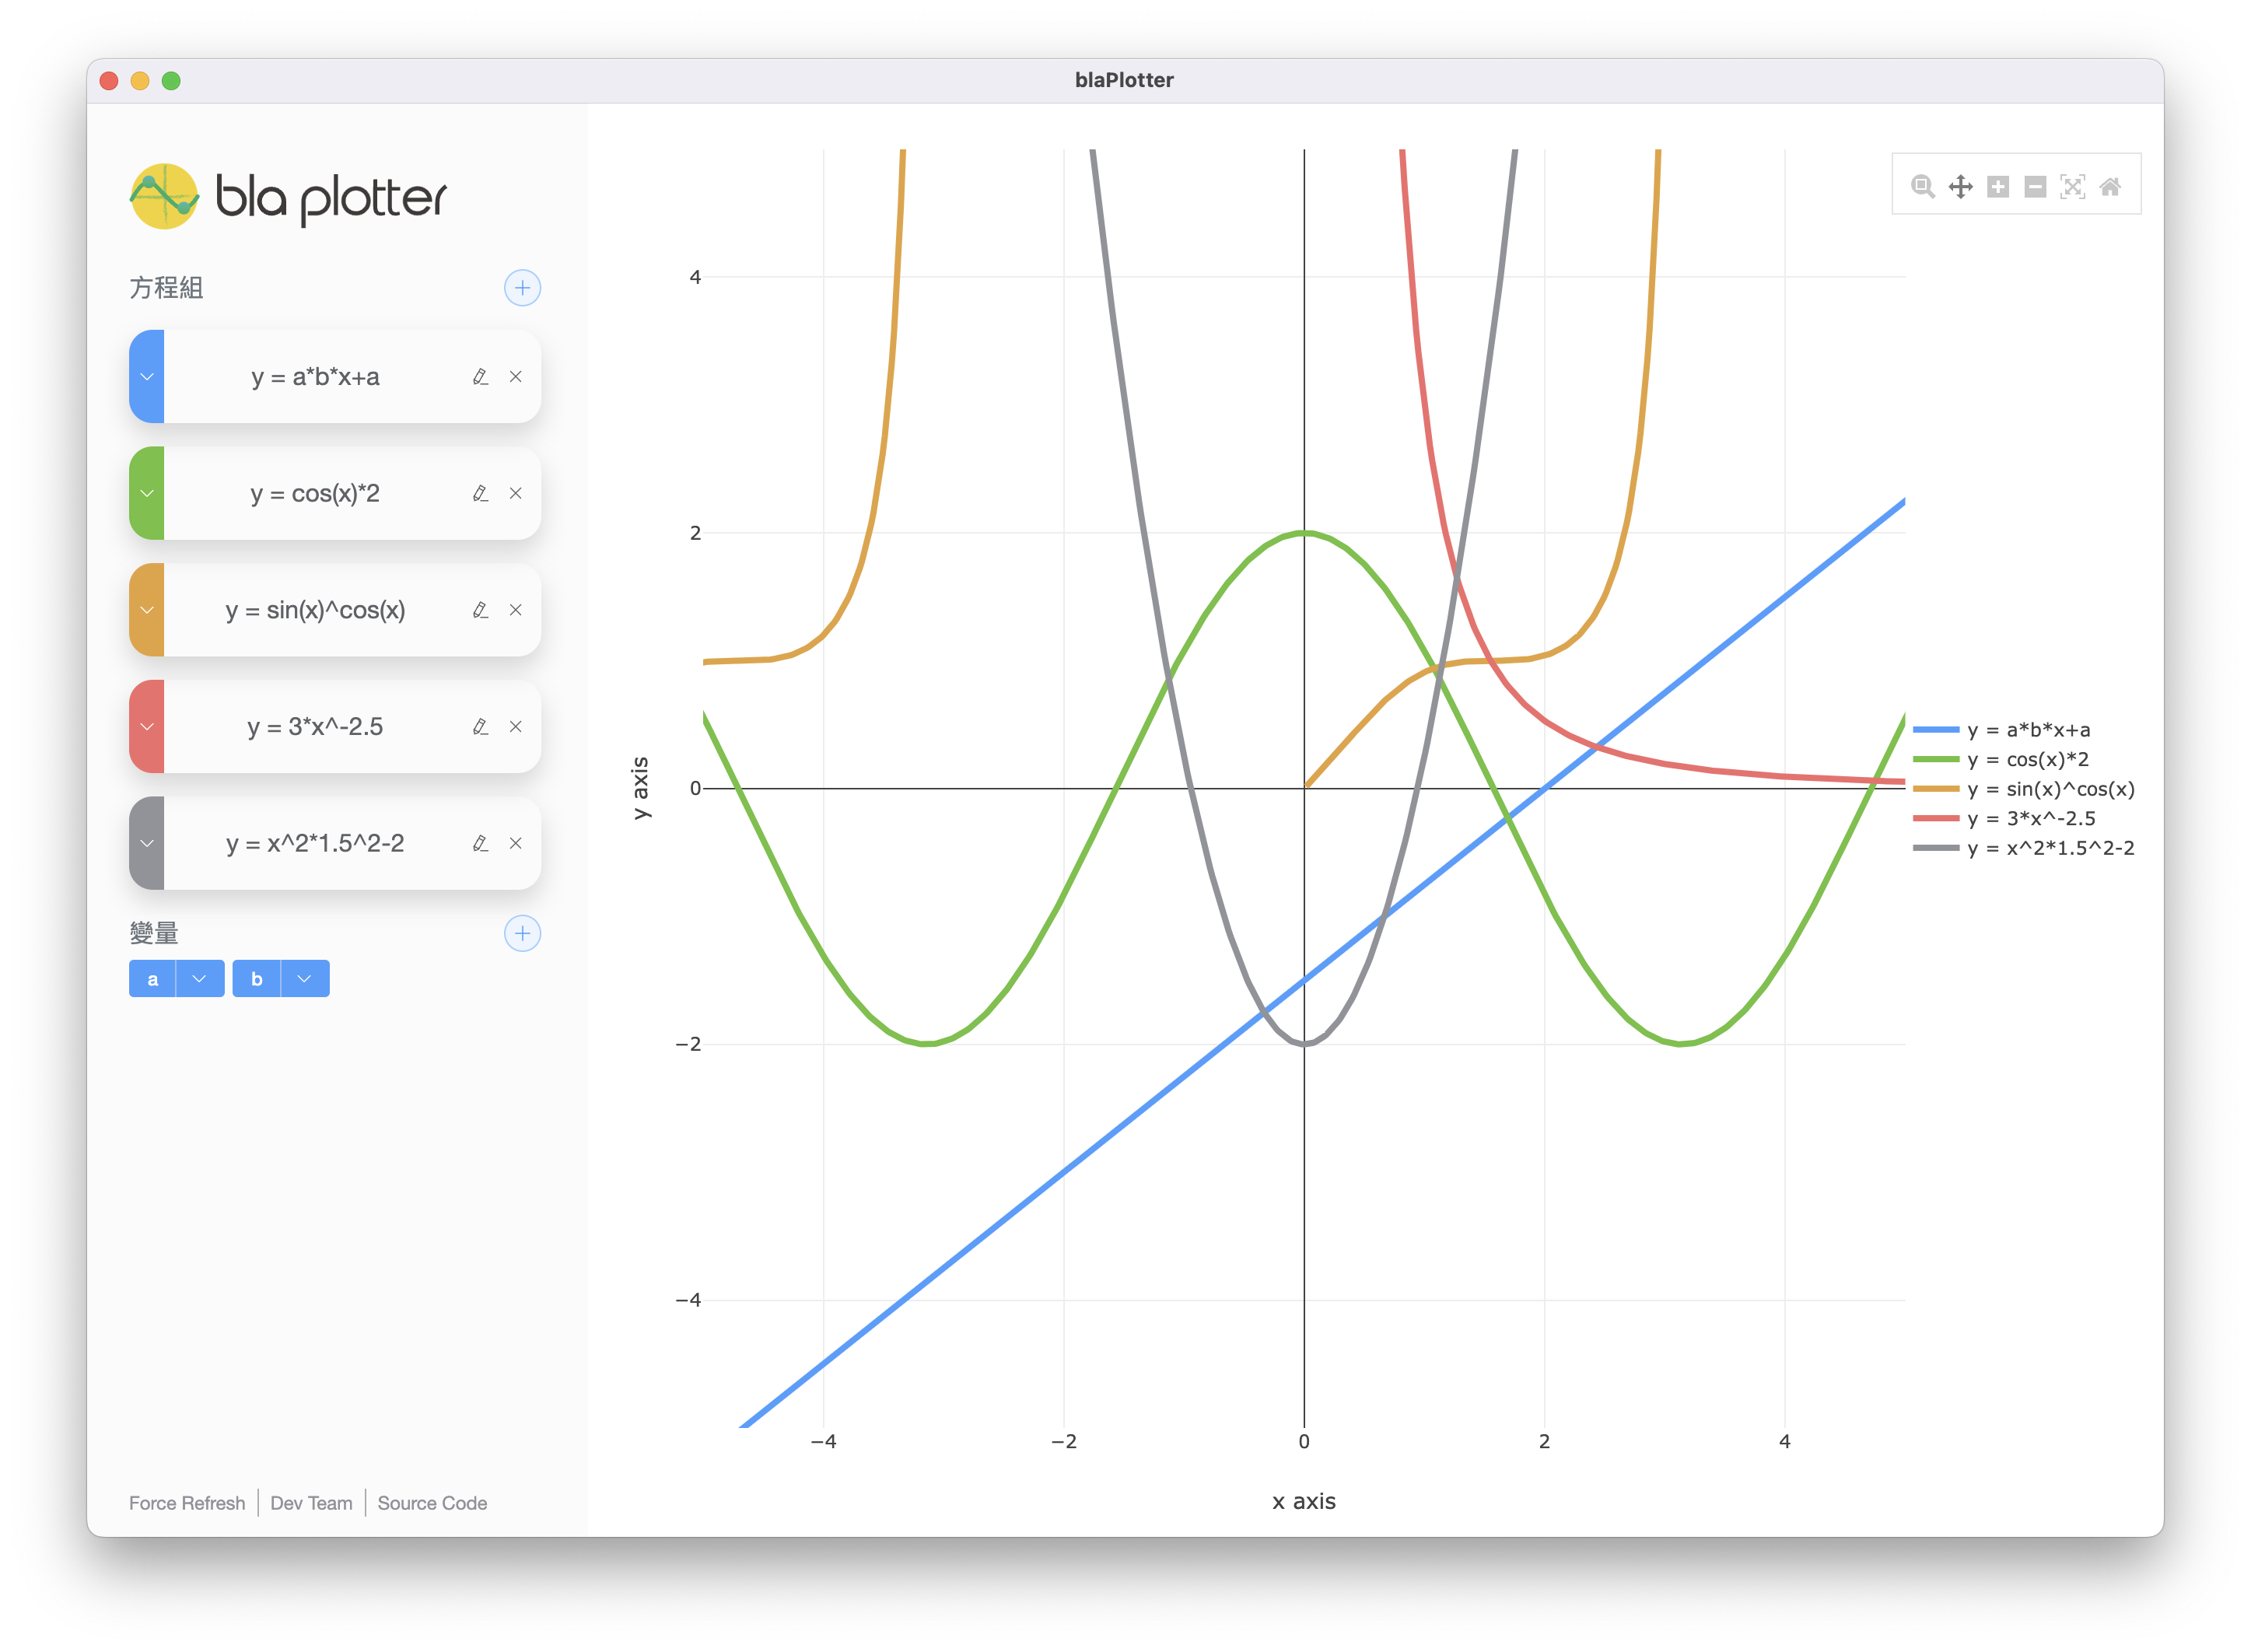 blaPlotter
bla plotter
方程組
y = a*b*x+a
y = cos(x)*2
y = sin(x)^cos(x)
y = 3*x^-2.5
y = x^2*1.5^2-2
變量
a
b
Force Refresh
Dev Team
Source Code
4
2
0
−2
−4
y axis
−4
−2
0
2
4
x axis
y = a*b*x+a
y = cos(x)*2
y = sin(x)^cos(x)
y = 3*x^-2.5
y = x^2*1.5^2-2